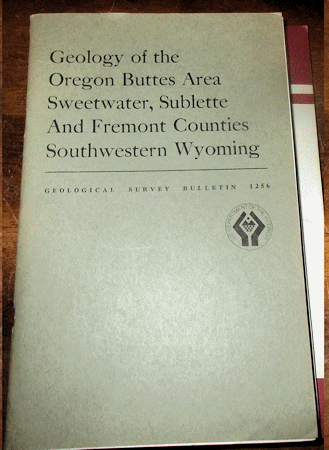 Geology of the
Oregon Buttes Area
Sweetwater, Sublette
And Fremont Counties
Southwestern Wyoming
GEOLOGICAL SURVEY BULLETIN 1256